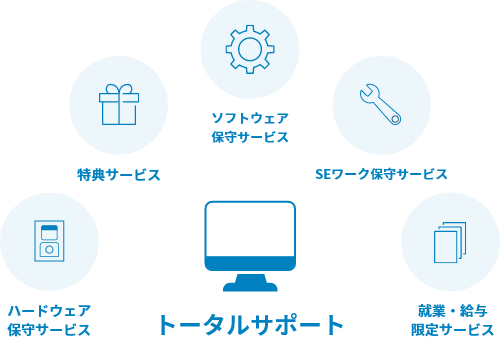 ソフトウェア
保守サービス
特典サービス
SEワーク保守サービス
ハードウェア
保守サービス
就業・給与
限定サービス
トータルサポート